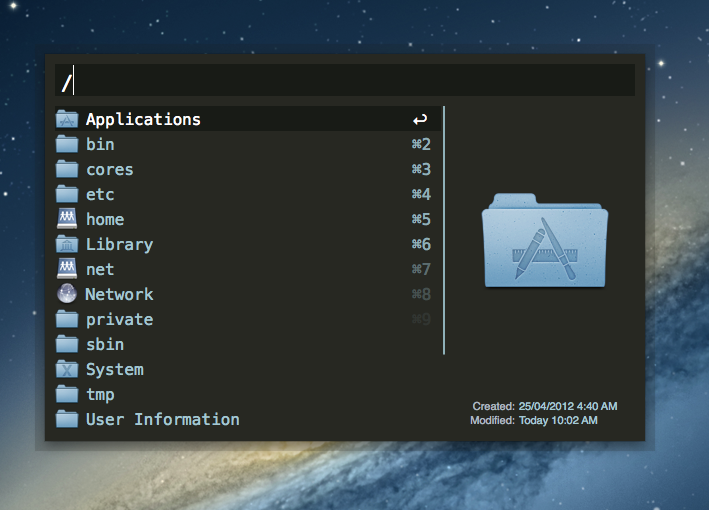 /
Applications ↩
bin ⌘2
cores ⌘3
etc ⌘4
home ⌘5
Library ⌘6
net ⌘7
Network ⌘8
private ⌘9
sbin
System
tmp
User Information
Created: 25/04/2012 4:40 AM
Modified: Today 10:02 AM